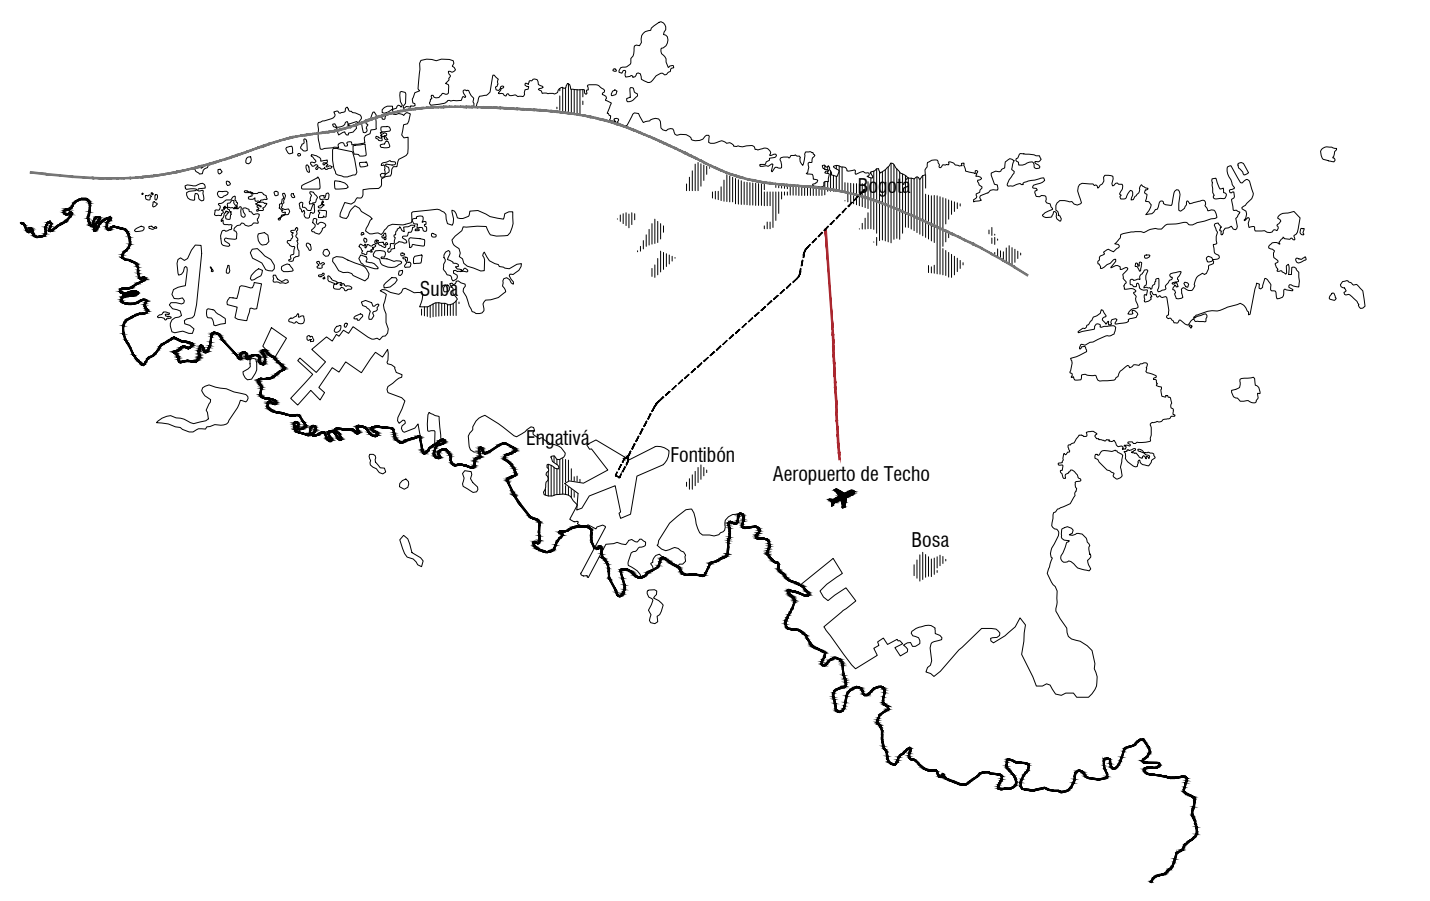 Bogotá
Suba
Engativá
Fontibón
Aeropuerto de Techo
Bosa